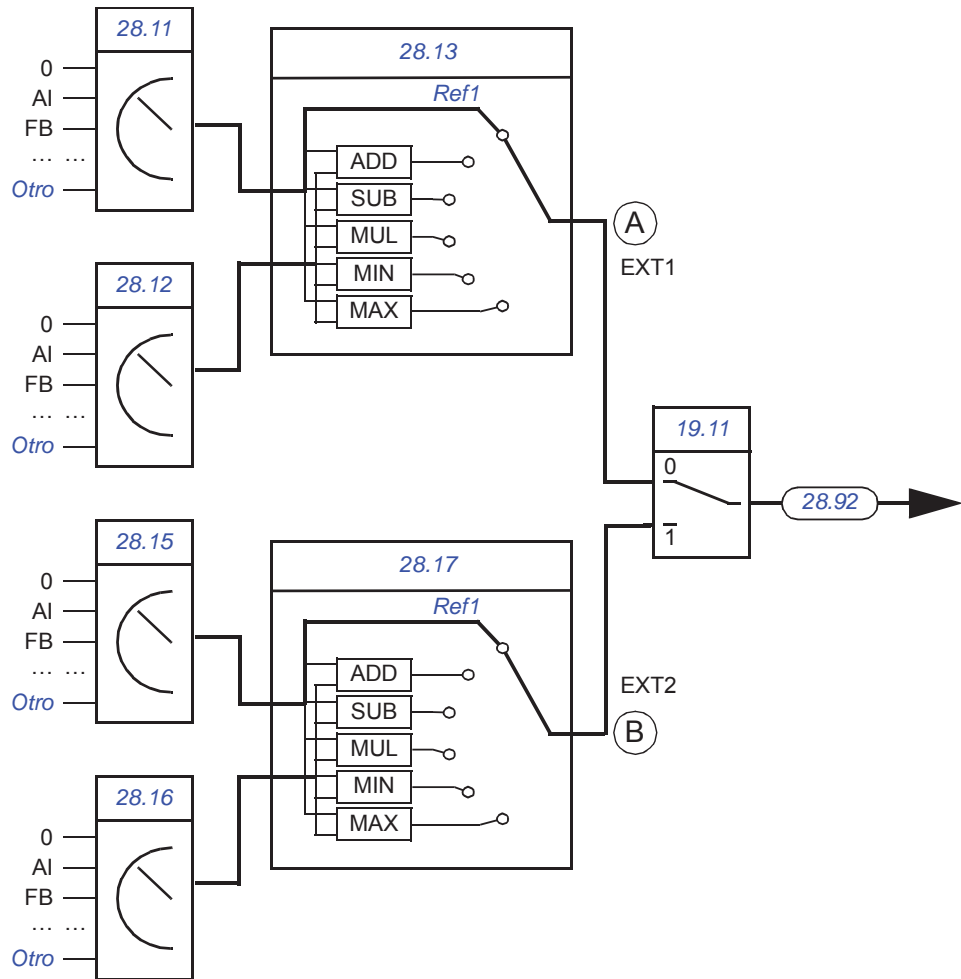 28.11
0
AI
FB
... ...
Otro
28.13
Ref1
ADD
SUB
MUL
MIN
MAX
A
EXT1
28.12
0
AI
FB
... ...
Otro
19.11
0
1
28.92
28.15
0
AI
FB
... ...
Otro
28.17
Ref1
ADD
SUB
MUL
MIN
MAX
EXT2
B
28.16
0
AI
FB
... ...
Otro